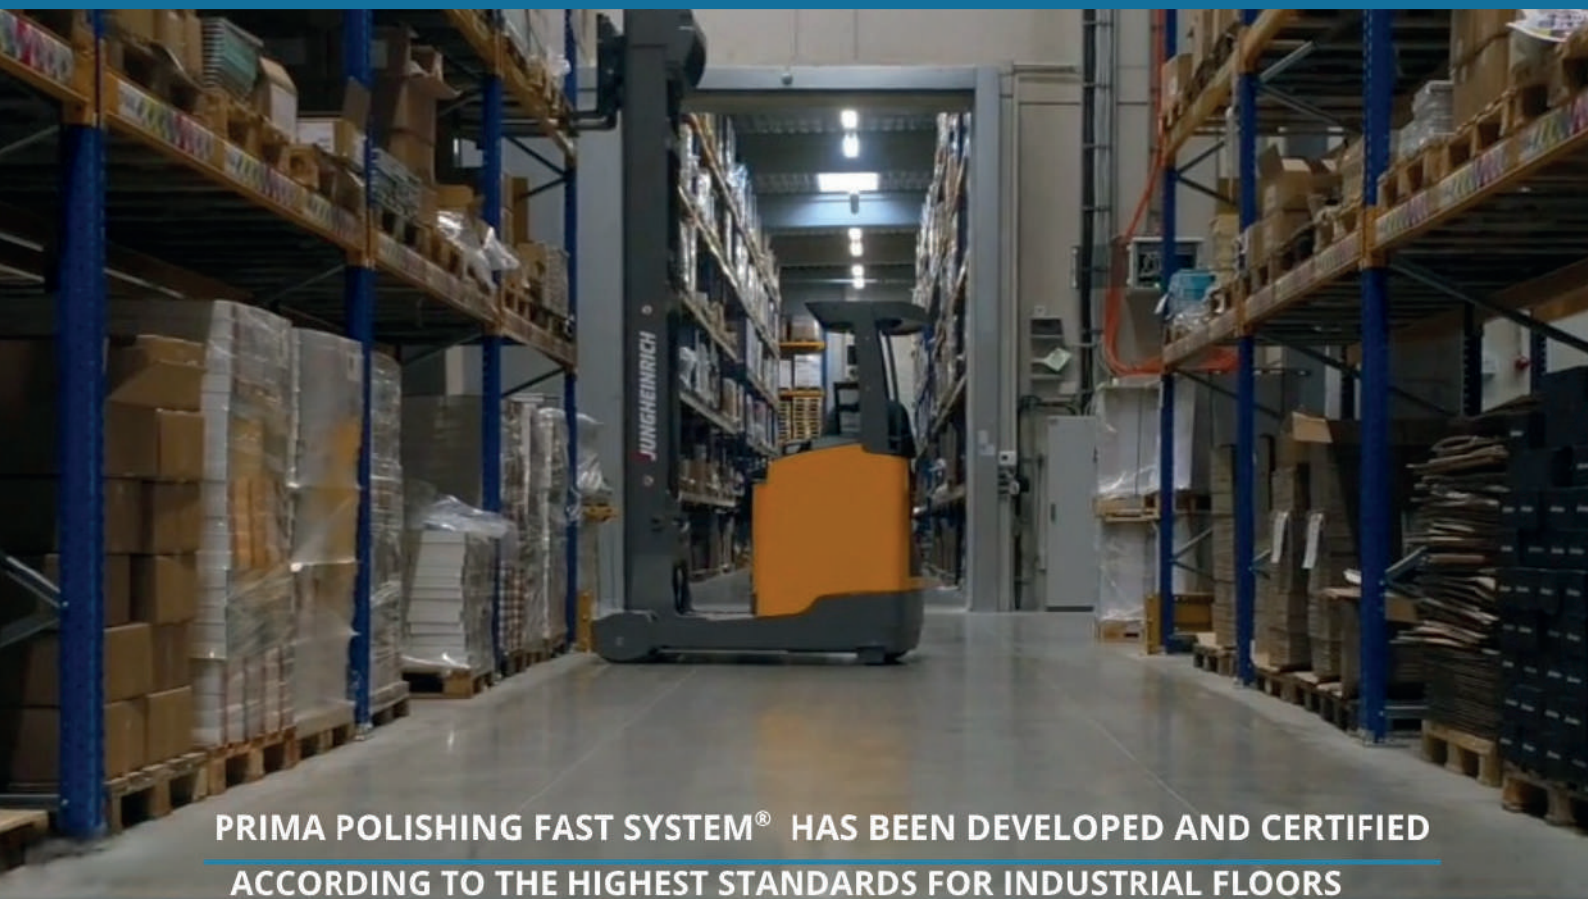 JUNGHEINRICH
PRIMA POLISHING FAST SYSTEM® HAS BEEN DEVELOPED AND CERTIFIED
ACCORDING TO THE HIGHEST STANDARDS FOR INDUSTRIAL FLOORS